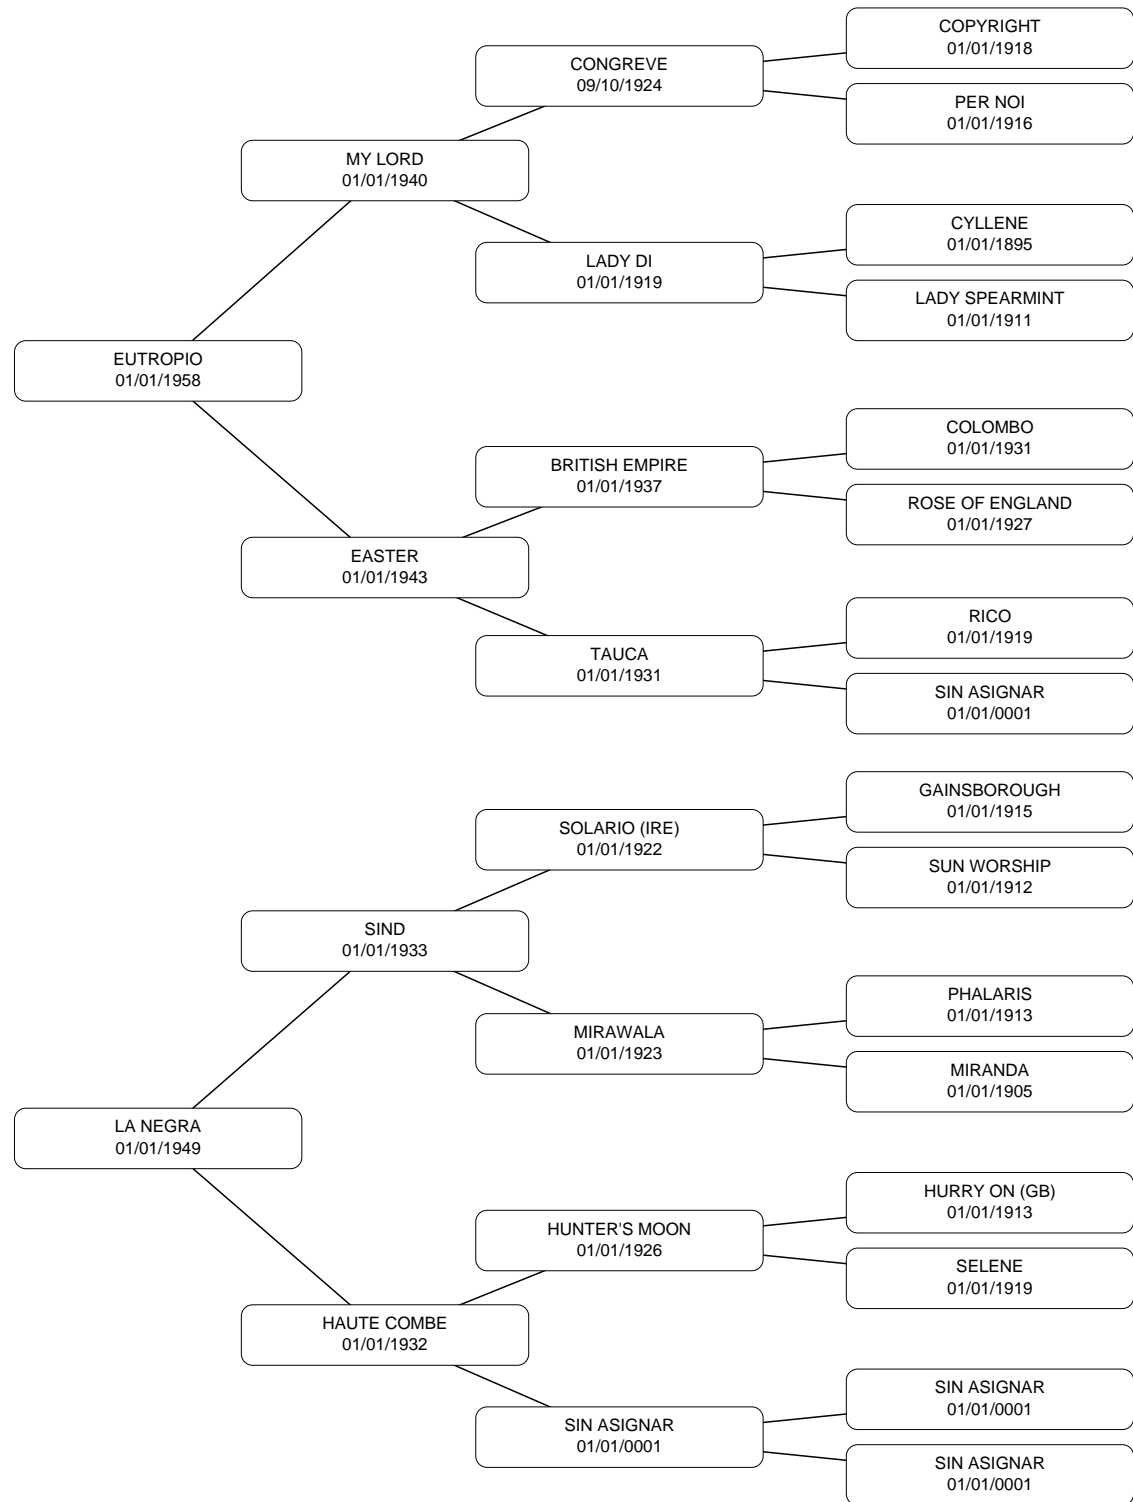 COPYRIGHT
01/01/1918
CONGREVE
09/10/1924
PER NOI
01/01/1916
MY LORD
01/01/1940
CYLLENE
01/01/1895
LADY DI
01/01/1919
LADY SPEARMINT
01/01/1911
EUTROPIO
01/01/1958
COLOMBO
01/01/1931
BRITISH EMPIRE
01/01/1937
ROSE OF ENGLAND
01/01/1927
EASTER
01/01/1943
RICO
01/01/1919
TAUCA
01/01/1931
SIN ASIGNAR
01/01/0001
GAINSBOROUGH
01/01/1915
SOLARIO (IRE)
01/01/1922
SUN WORSHIP
01/01/1912
SIND
01/01/1933
PHALARIS
01/01/1913
MIRAWALA
01/01/1923
MIRANDA
01/01/1905
LA NEGRA
01/01/1949
HURRY ON (GB)
01/01/1913
HUNTER'S MOON
01/01/1926
SELENE
01/01/1919
HAUTE COMBE
01/01/1932
SIN ASIGNAR
01/01/0001
SIN ASIGNAR
01/01/0001
SIN ASIGNAR
01/01/0001